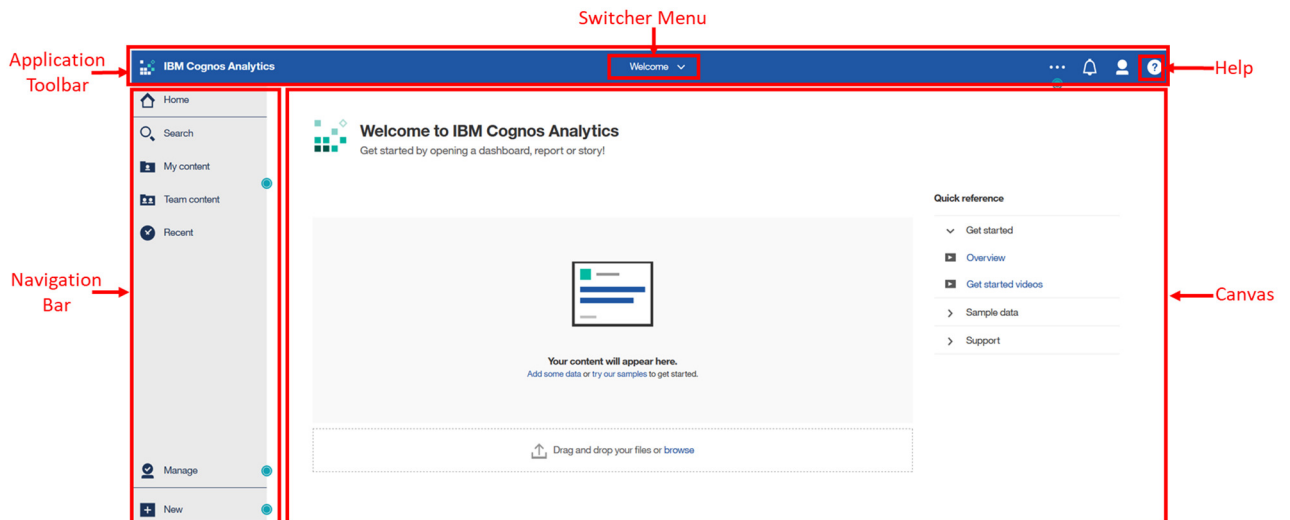 Switcher Menu
Application
Toolbar
IBM Cognos Analytics
Welcome
?
Help
Home
Search
My content
Team content
Recent
Navigation
Bar
Manage
New
Welcome to IBM Cognos Analytics
Get started by opening a dashboard, report or story!
Your content will appear here.
Add some data or try our samples to get started.
Drag and drop your files or browse
Quick reference
Get started
Overview
Get started videos
Sample data
Support
Canvas